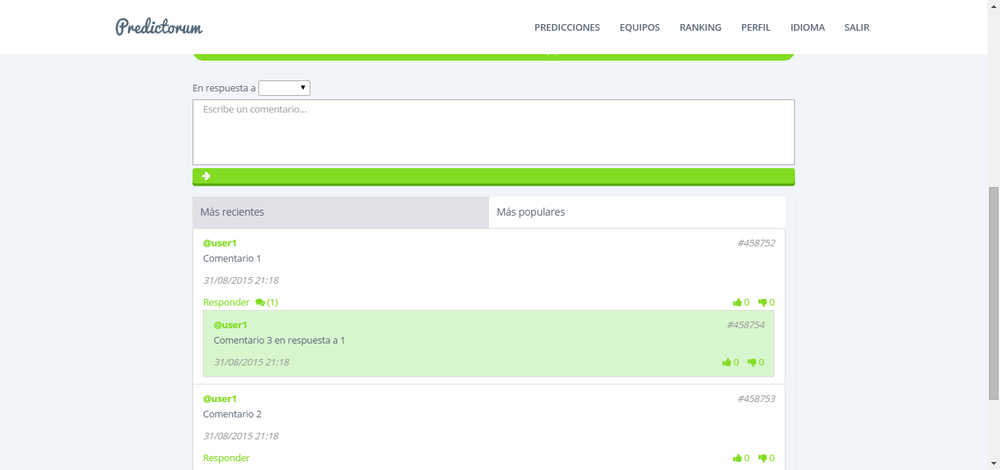 Predictorum
PREDICCIONES EQUIPOS RANKING PERFIL IDIOMA SALIR
En respuesta a
Escribe un comentario...
Más recientes Más populares
@user1 #458752
Comentario 1
31/08/2015 21:18
Responder (1) 0 0
@user1 #458754
Comentario 3 en respuesta a 1
31/08/2015 21:18 0 0
@user1 #458753
Comentario 2
31/08/2015 21:18
Responder 0 0